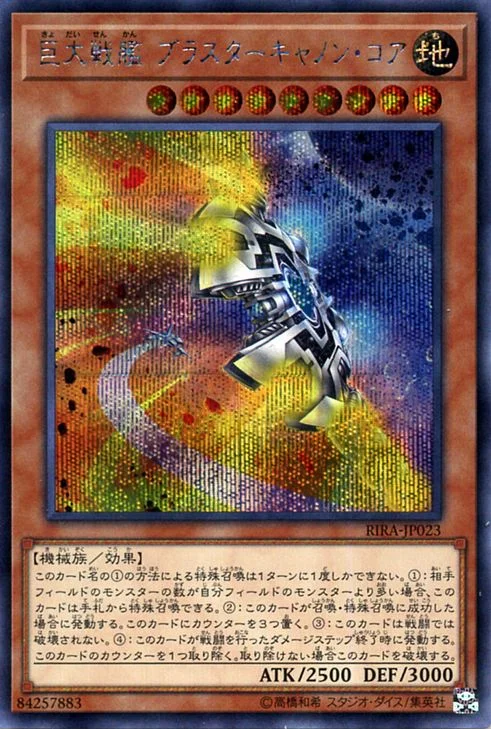 巨大戦艦 ブラスターキャノン・コア 地
RIRA-JP023
【機械族/効果】
このカード名の①の方法による特殊召喚は1ターンに1度しかできない。①:相手
フィールドのモンスターの数が自分フィールドのモンスターより多い場合、この
カードは手札から特殊召喚できる。②:このカードが召喚・特殊召喚に成功した
場合に発動する。このカードにカウンターを3つ置く。③:このカードは戦闘では
破壊されない。④:このカードが戦闘を行ったダメージステップ終了時に発動する。
このカードのカウンターを1つ取り除く。取り除けない場合このカードを破壊する。
ATK/2500 DEF/3000
84257883 ©高橋和希 スタジオ・ダイス/集英社